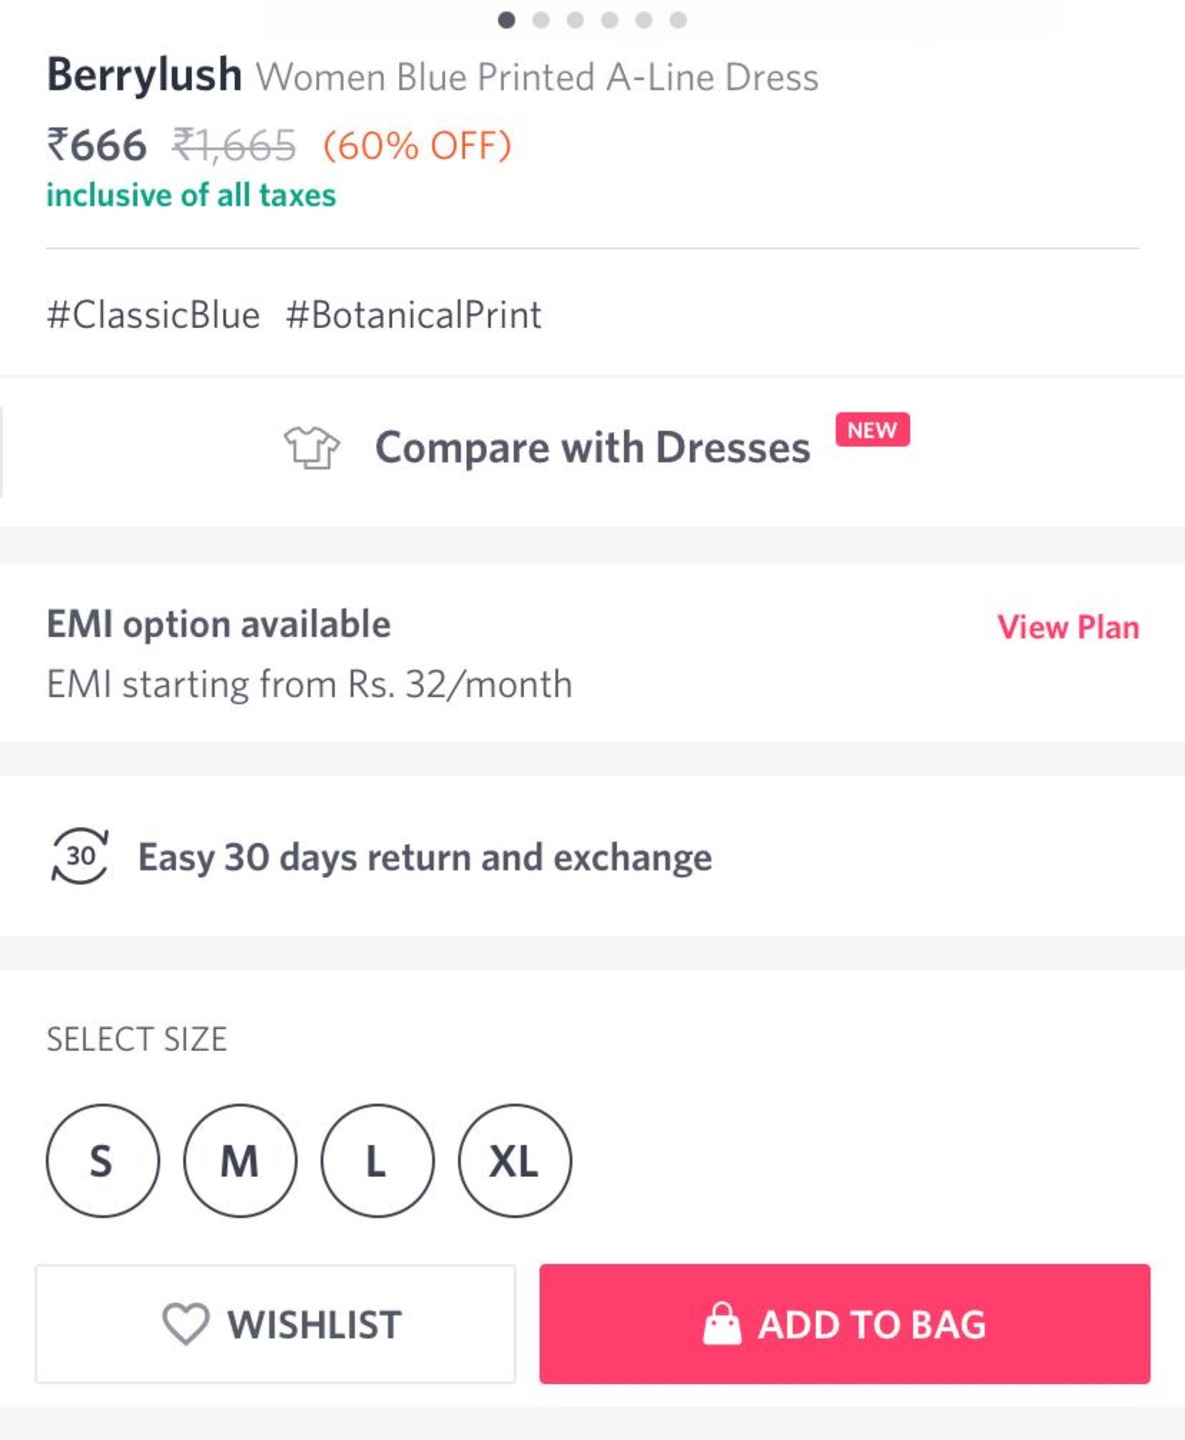 Berrylush Women Blue Printed A-Line Dress
₹666 ₹1,665 (60% OFF)
inclusive of all taxes
#ClassicBlue #BotanicalPrint
Compare with Dresses NEW
EMI option available View Plan
EMI starting from Rs. 32/month
30 Easy 30 days return and exchange
SELECT SIZE
S M L XL
WISHLIST ADD TO BAG